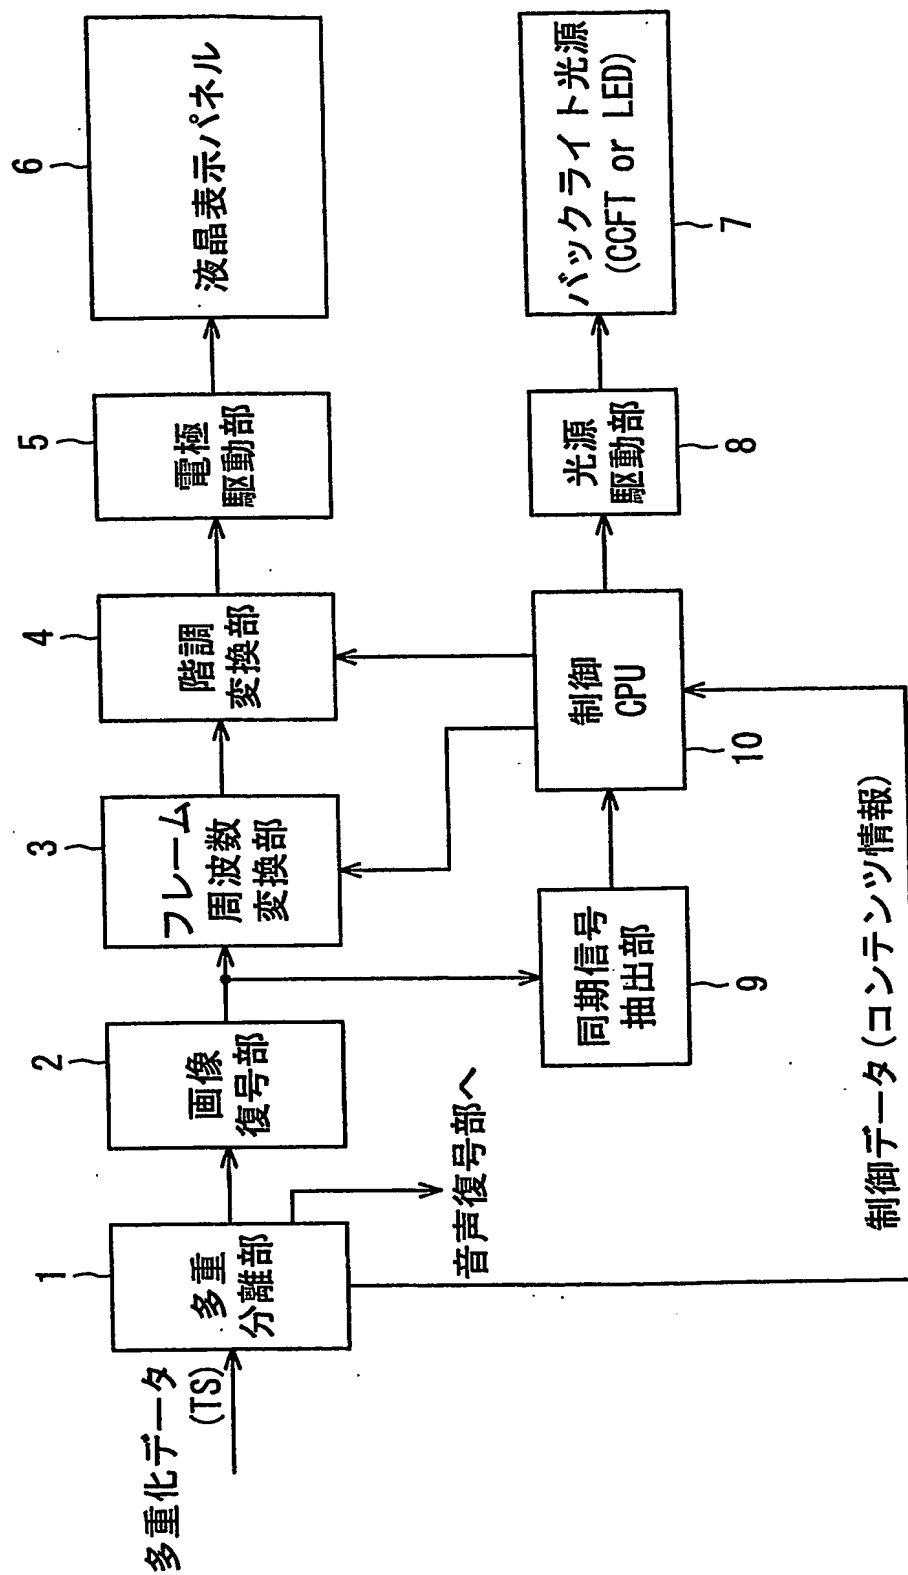 多重化データ
(TS)
1
多重
分離部
音声復号部へ
2
画像
復号部
3
フレーム
周波数
変換部
4
階調
変換部
5
電極
駆動部
6
液晶表示パネル
バックライト光源
(CCFT or LED)
7
光源
駆動部
8
制御
CPU
10
同期信号
抽出部
9
制御データ(コンテンツ情報)